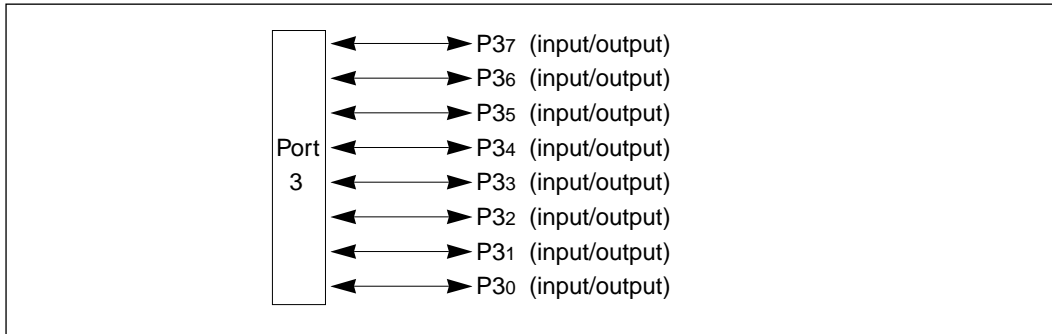 P37 (input/output)
P36 (input/output)
P35 (input/output)
Port
3
P34 (input/output)
P33 (input/output)
P32 (input/output)
P31 (input/output)
P30 (input/output)